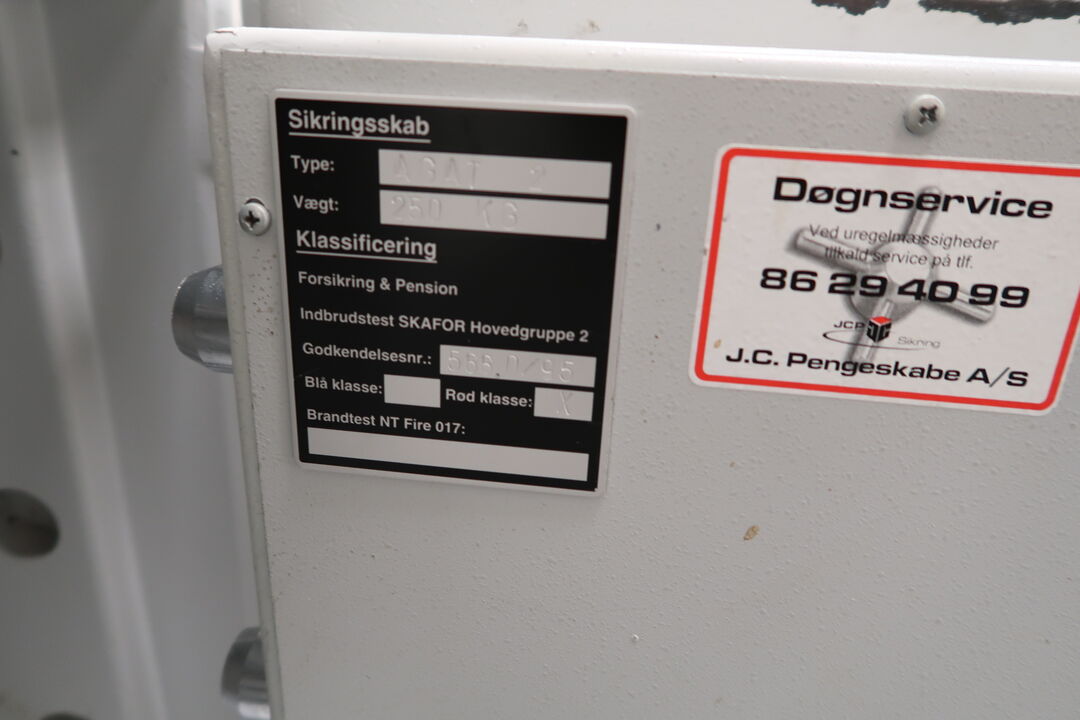 Sikringsskab
Type: AGAT 2
Vægt: 250 KG
Klassificering
Forsikring & Pension
Indbrudstest SKAFOR Hovedgruppe 2
Godkendelsesnr.:
Blå klasse: Rød klasse: X
Brandtest NT Fire 017:
Døgnservice
Ved uregelmæssigheder
tilkald service på tlf.
86 29 40 99
JCP JC Sikring
J.C. Pengeskabe A/S